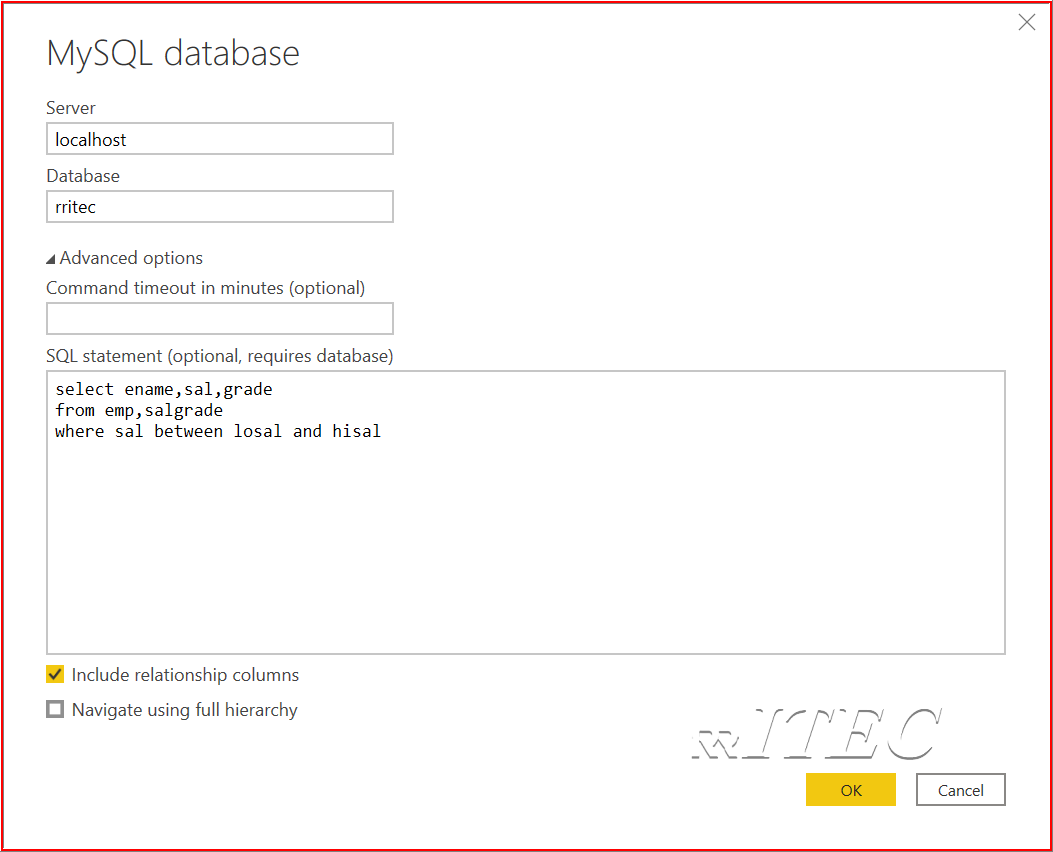 MySQL database
Server
localhost
Database
rritec
Advanced options
Command timeout in minutes (optional)
SQL statement (optional, requires database)
select ename,sal,grade
from emp,salgrade
where sal between losal and hisal
Include relationship columns
Navigate using full hierarchy
rrITEC
OK
Cancel